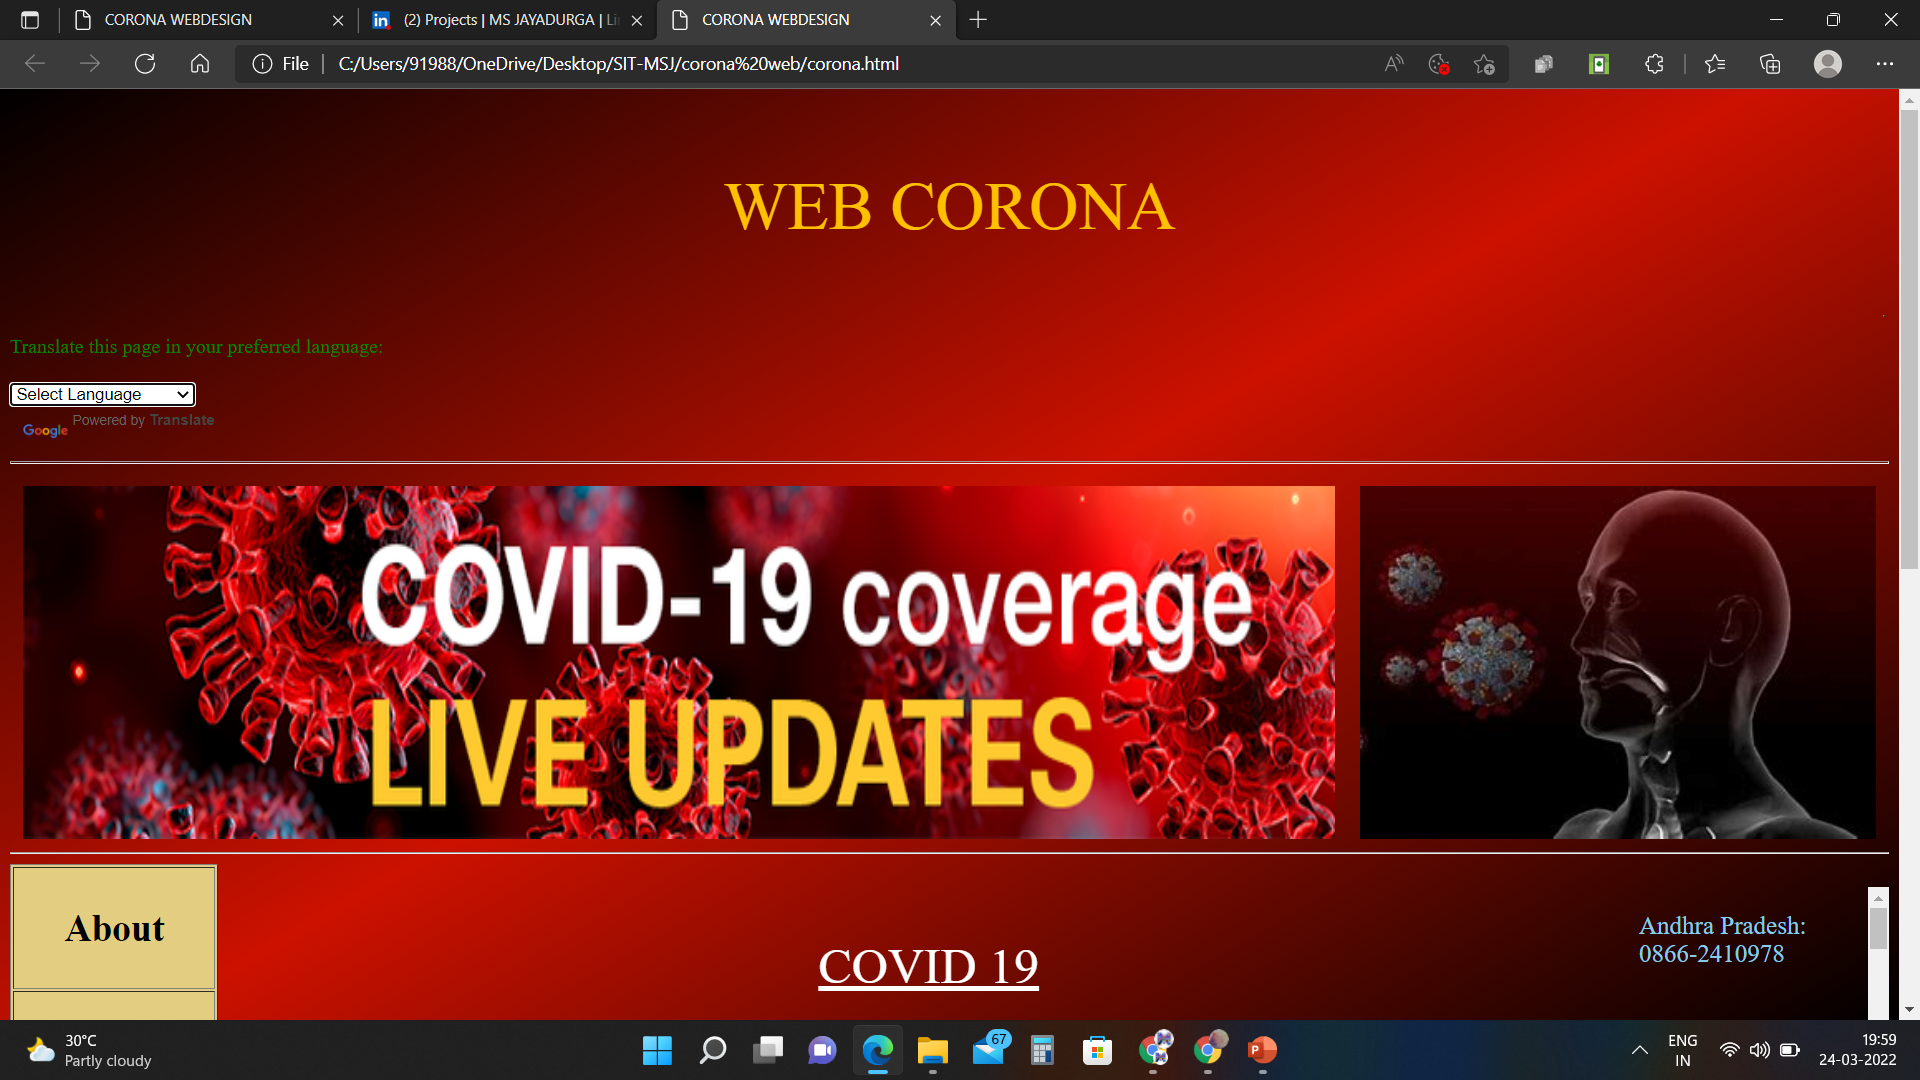 CORONA WEBDESIGN
(2) Projects | MS JAYADURGA | Li
CORONA WEBDESIGN
File
C:/Users/91988/OneDrive/Desktop/SIT-MSJ/corona%20web/corona.html
WEB CORONA
Translate this page in your preferred language:
Select Language
Google Powered by Translate
COVID-19 coverage
LIVE UPDATES
About
COVID 19
Andhra Pradesh:
0866-2410978
30°C
Partly cloudy
67
ENG
IN
19:59
24-03-2022